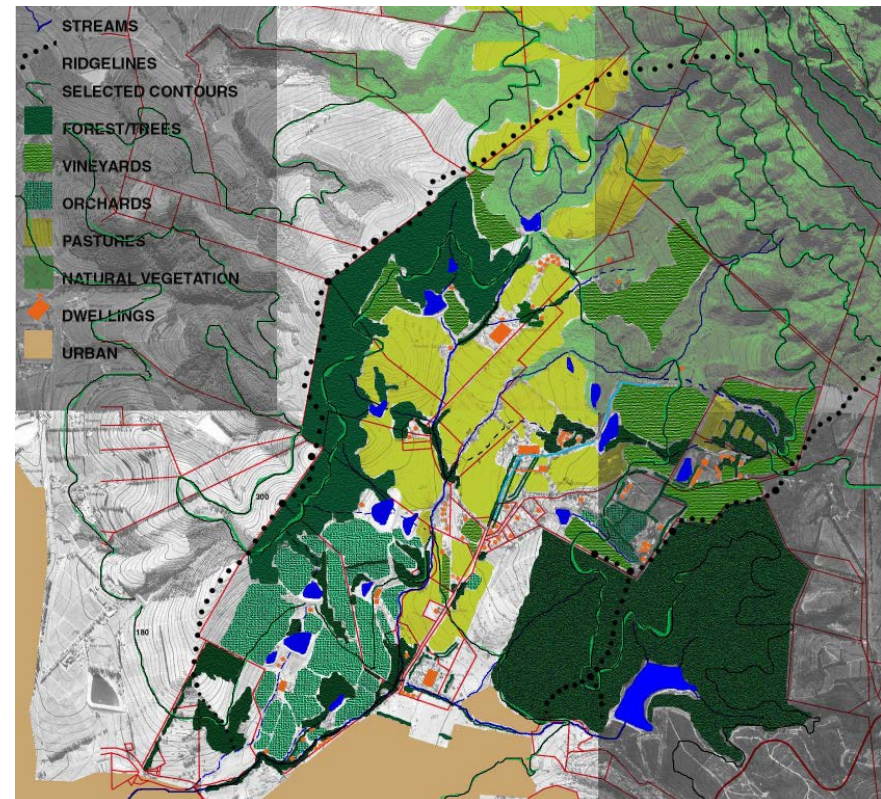 STREAMS
RIDGELINES
SELECTED CONTOURS
FOREST/TREES
VINEYARDS
ORCHARDS
PASTURES
NATURAL VEGETATION
DWELLINGS
URBAN
300
180